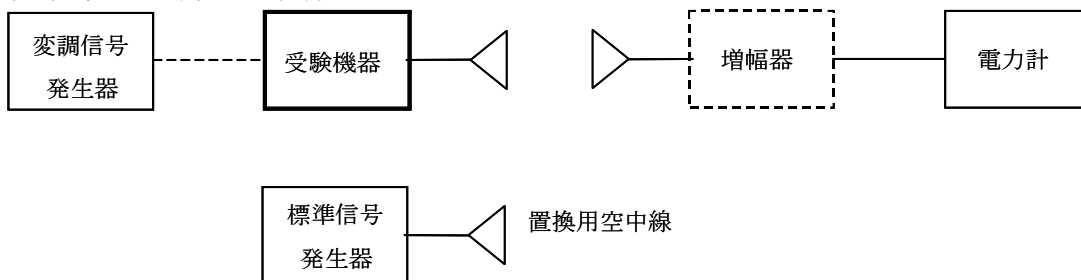 変調信号
発生器
受験機器
増幅器
電力計
標準信号
発生器
置換用空中線